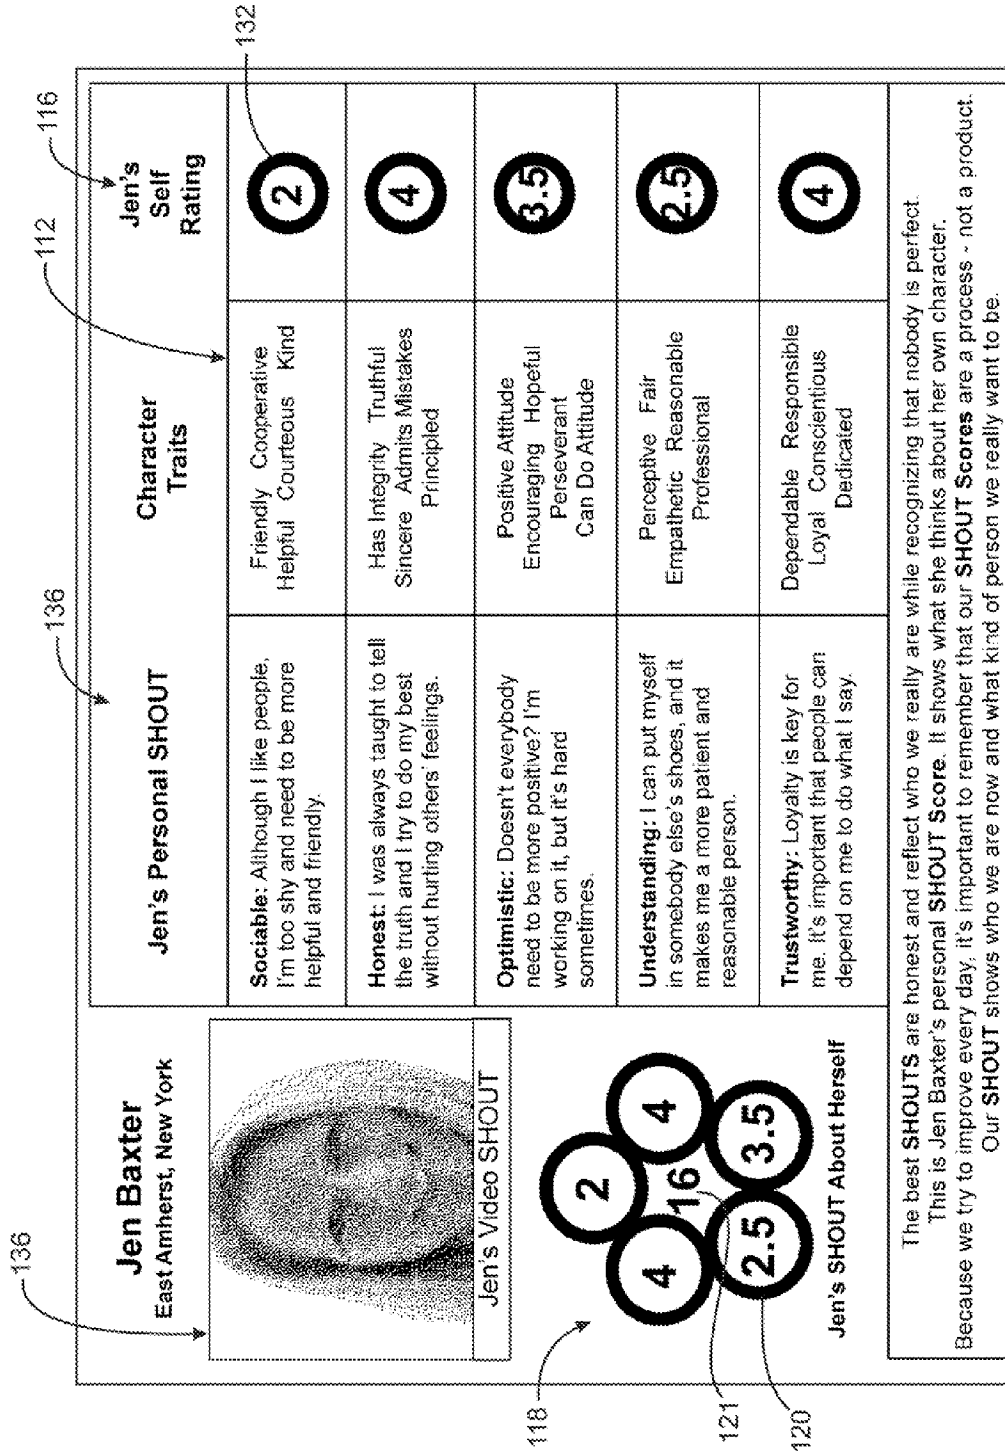 136
136
112
116
132
Jen Baxter
East Amherst, New York
Jen's Video SHOUT
118
2
4
4
16
2.5
3.5
121
120
Jen's SHOUT About Herself
Jen's Personal SHOUT
Character
Traits
Jen's
Self
Rating
Sociable: Although I like people,
I'm too shy and need to be more
helpful and friendly.
Friendly Cooperative
Helpful Courteous Kind
2
Honest: I was always taught to tell
the truth and I try to do my best
without hurting others' feelings.
Has Integrity Truthful
Sincere Admits Mistakes
Principled
4
Optimistic: Doesn't everybody
need to be more positive? I'm
working on it, but it's hard
sometimes.
Positive Attitude
Encouraging Hopeful
Perseverant
Can Do Attitude
3.5
Understanding: I can put myself
in somebody else's shoes, and it
makes me a more patient and
reasonable person.
Perceptive Fair
Empathetic Reasonable
Professional
2.5
Trustworthy: Loyalty is key for
me. It's important that people can
depend on me to do what I say.
Dependable Responsible
Loyal Conscientious
Dedicated
4
The best SHOUTS are honest and reflect who we really are while recognizing that nobody is perfect.
This is Jen Baxter's personal SHOUT Score. It shows what she thinks about her own character.
Because we try to improve every day, it's important to remember that our SHOUT Scores are a process - not a product.
Our SHOUT shows who we are now and what kind of person we really want to be.